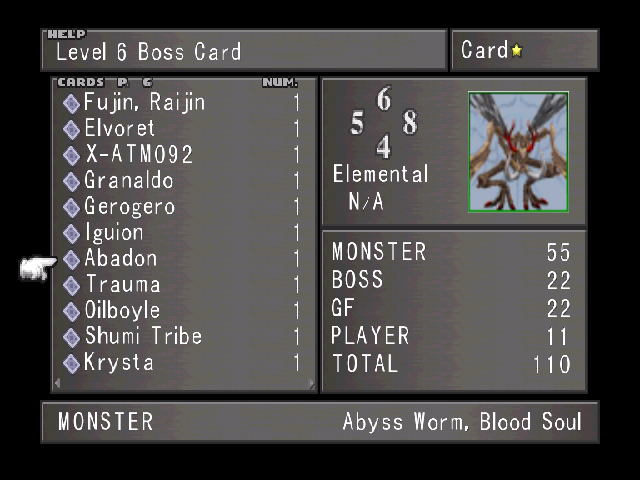 HELP
Level 6 Boss Card
Card
CARDS P. 6 NUM.
Fujin, Raijin 1
Elvoret 1
X-ATM092 1
Granaldo 1
Gerogero 1
Iguion 1
Abadon 1
Trauma 1
Oilboyle 1
Shumi Tribe 1
Krysta 1
6
5 8
4
Elemental
N/A
MONSTER 55
BOSS 22
GF 22
PLAYER 11
TOTAL 110
MONSTER Abyss Worm, Blood Soul